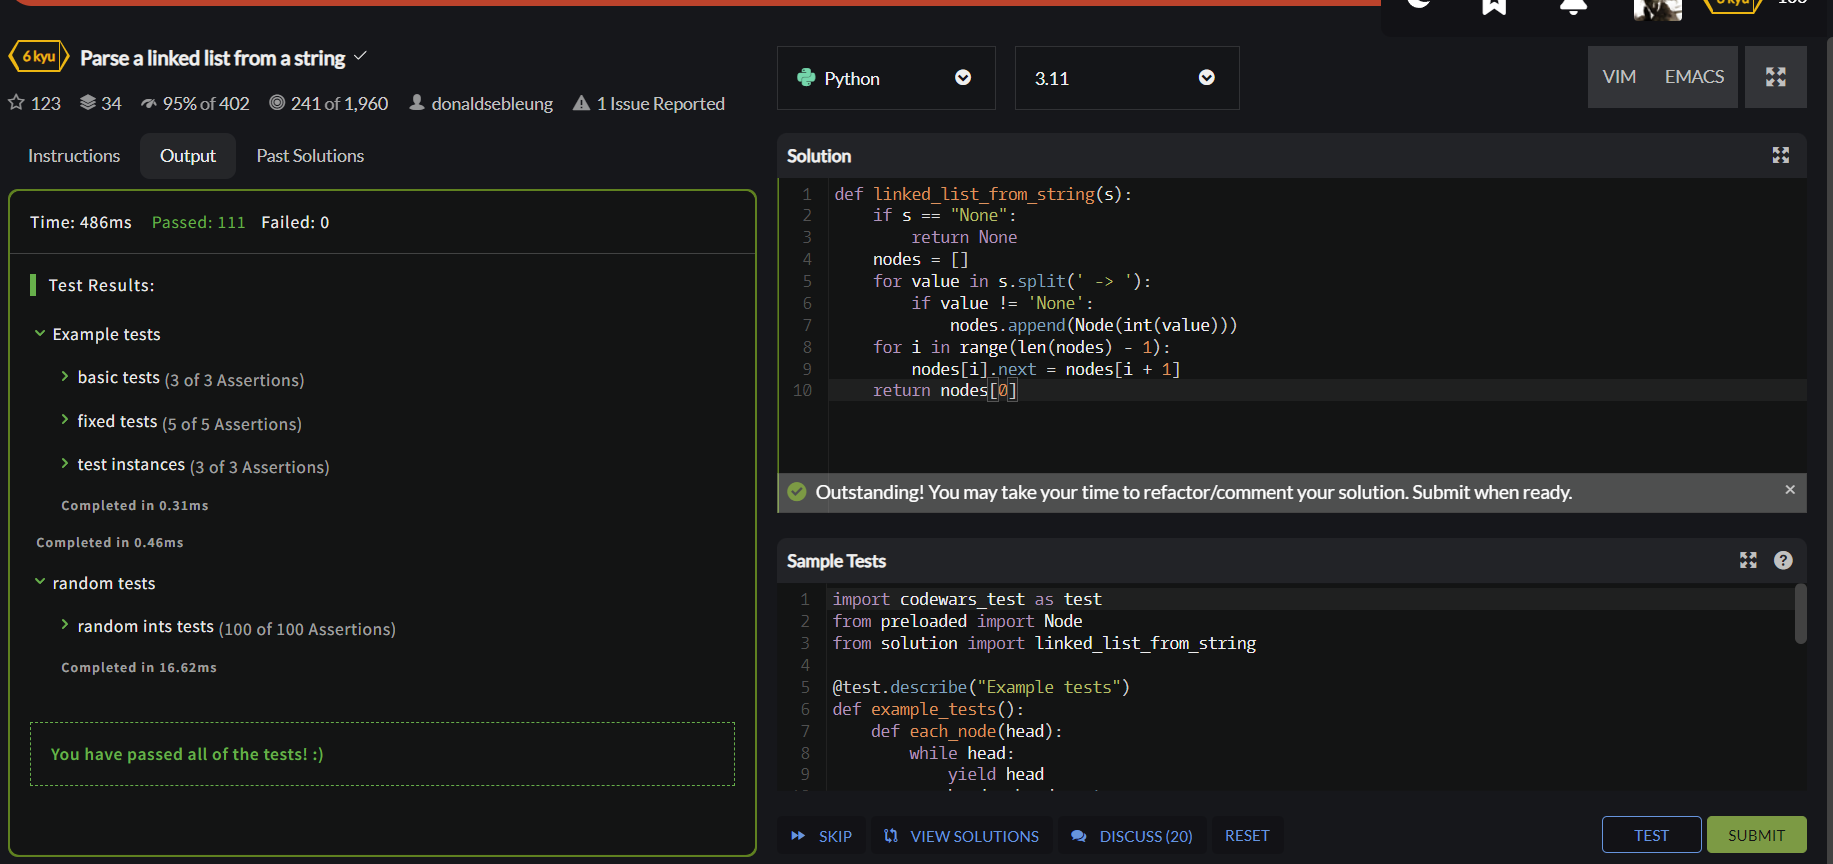 6 kyu Parse a linked list from a string
123 34 95% of 402 241 of 1,960 donaldsebleung 1 Issue Reported
Instructions Output Past Solutions
Time: 486ms Passed: 111 Failed: 0
Test Results:
Example tests
basic tests (3 of 3 Assertions)
fixed tests (5 of 5 Assertions)
test instances (3 of 3 Assertions)
Completed in 0.31ms
Completed in 0.46ms
random tests
random ints tests (100 of 100 Assertions)
Completed in 16.62ms
You have passed all of the tests! :)
Python 3.11 VIM EMACS
Solution
1 def linked_list_from_string(s):
2     if s == "None":
3         return None
4     nodes = []
5     for value in s.split(' -> '):
6         if value != 'None':
7             nodes.append(Node(int(value)))
8     for i in range(len(nodes) - 1):
9         nodes[i].next = nodes[i + 1]
10     return nodes[0]
Outstanding! You may take your time to refactor/comment your solution. Submit when ready. ×
Sample Tests ?
1 import codewars_test as test
2 from preloaded import Node
3 from solution import linked_list_from_string
4
5 @test.describe("Example tests")
6 def example_tests():
7     def each_node(head):
8         while head:
9             yield head
SKIP VIEW SOLUTIONS DISCUSS (20) RESET TEST SUBMIT